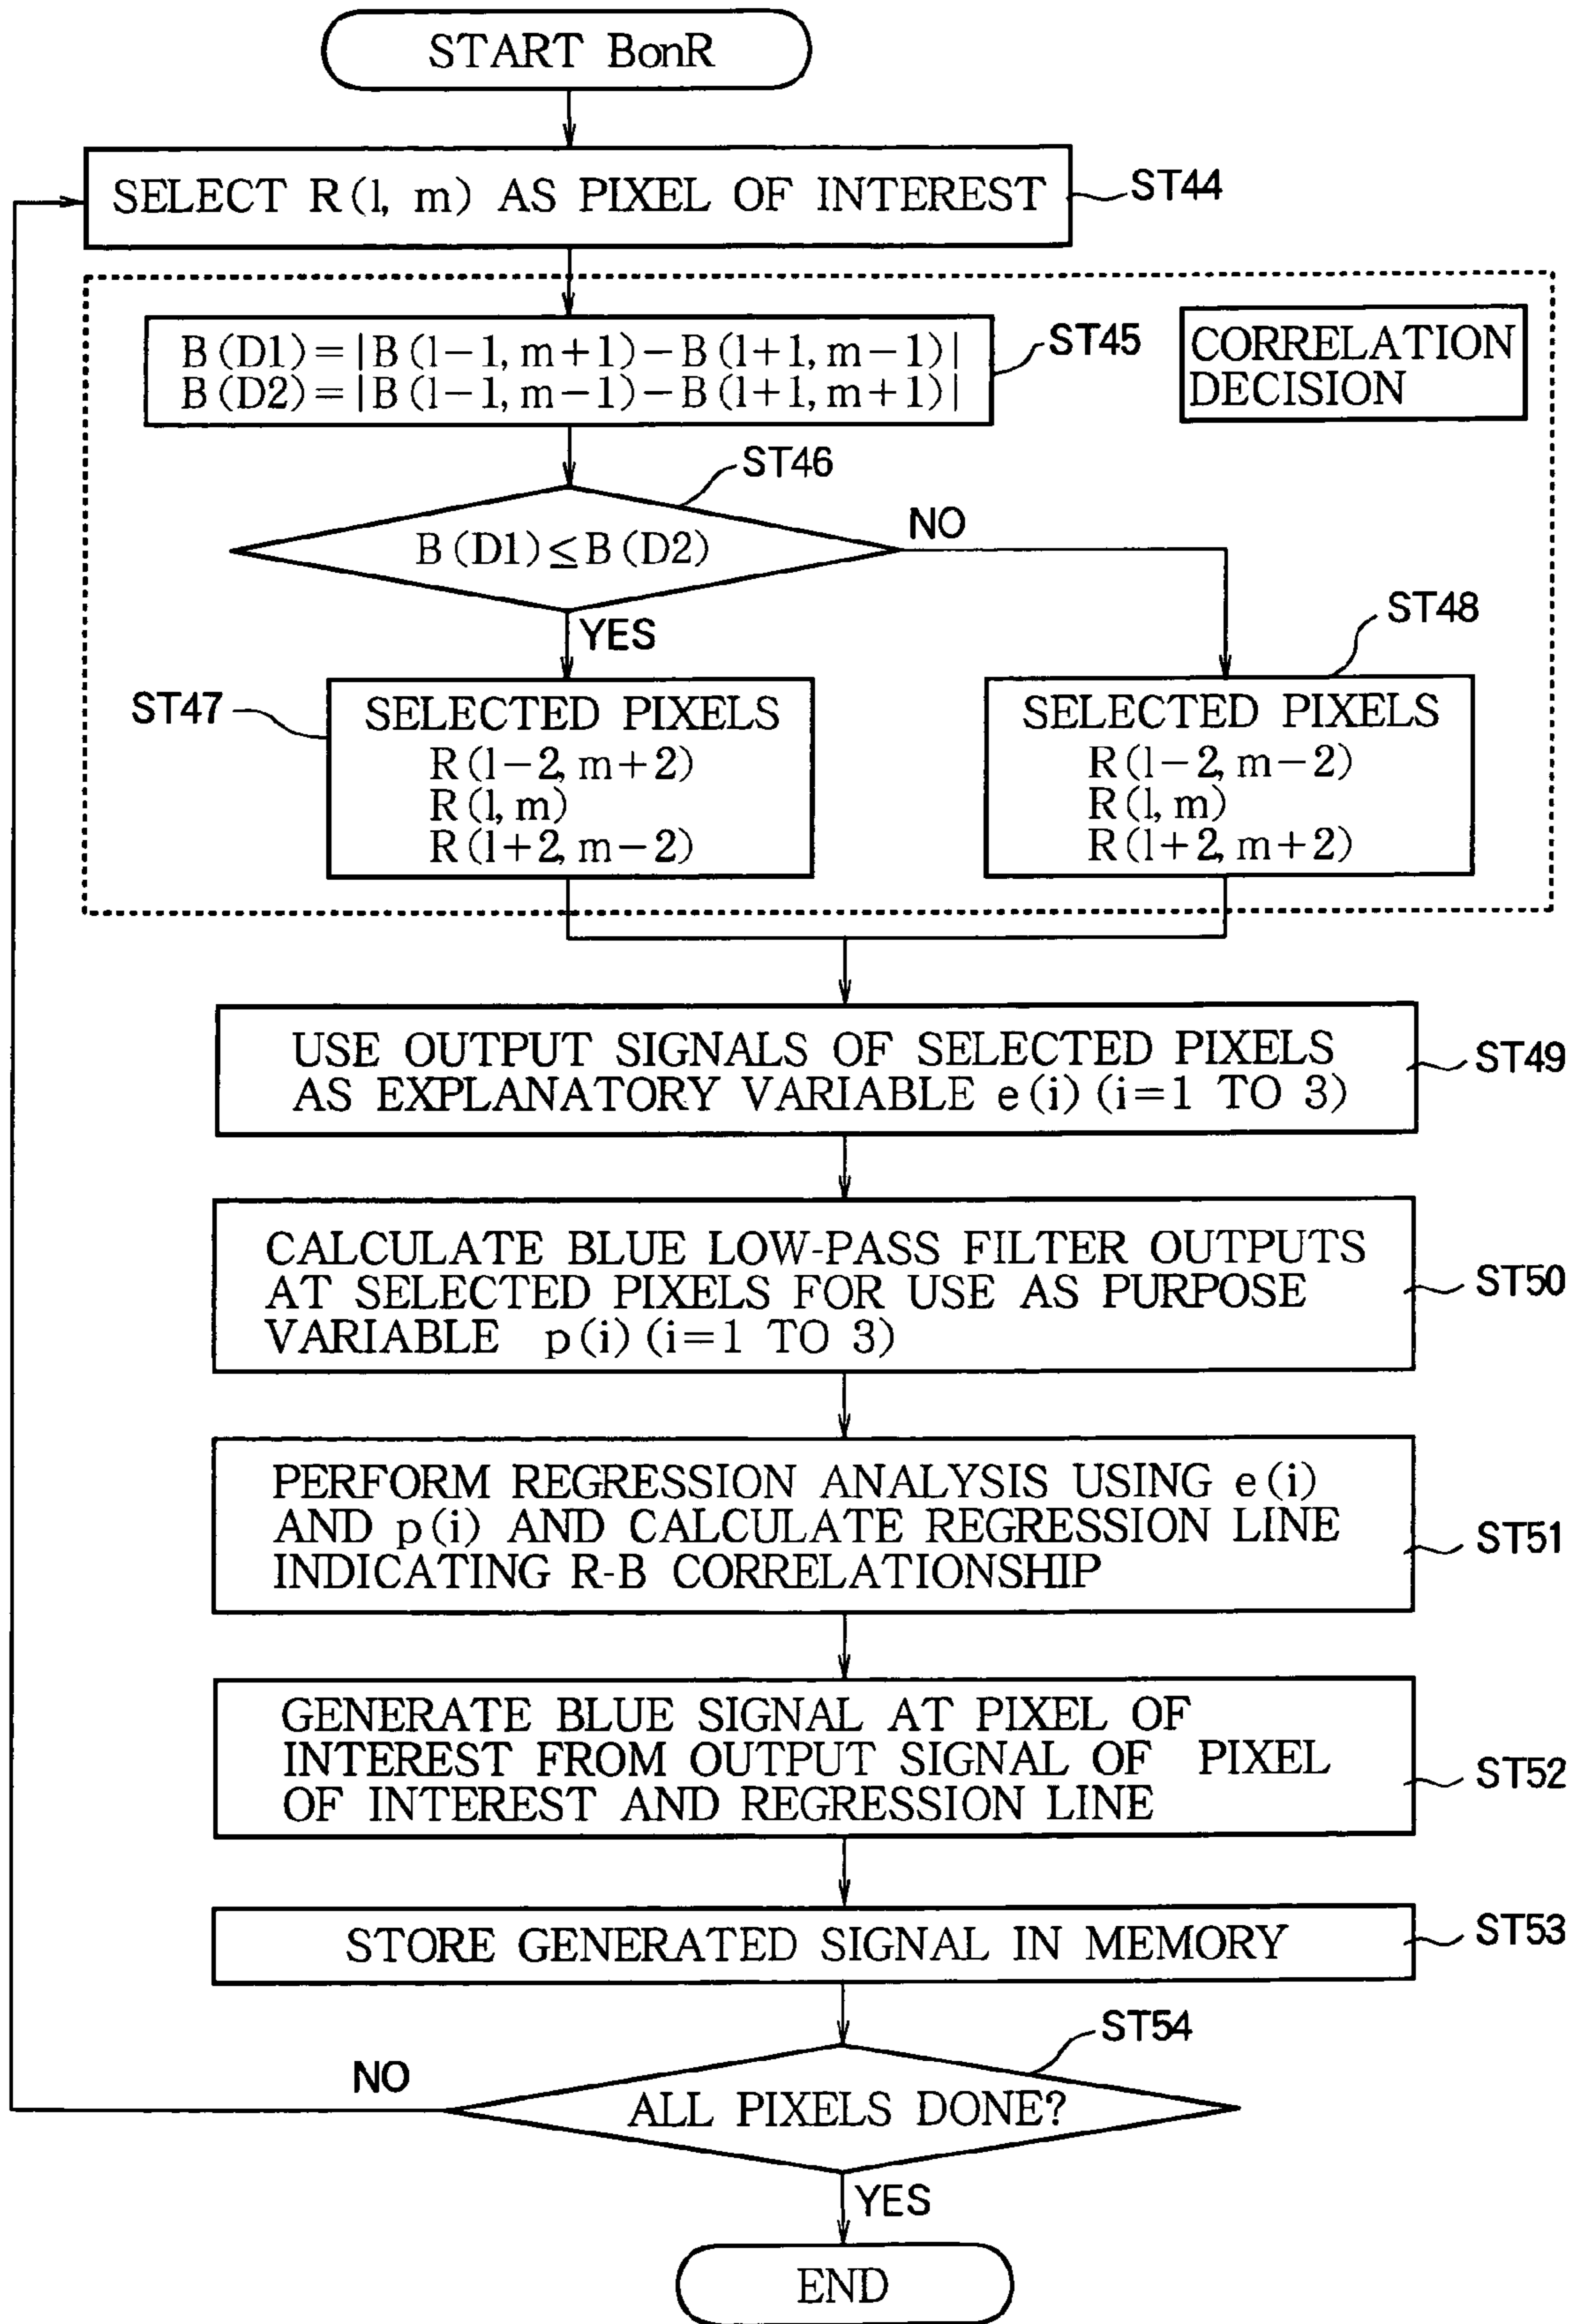 START BonR
SELECT R(l, m) AS PIXEL OF INTEREST
ST44
B(D1)=|B(l−1, m+1)−B(l+1, m−1)|
B(D2)=|B(l−1, m−1)−B(l+1, m+1)|
ST45
CORRELATION
DECISION
ST46
B(D1)≤B(D2)
NO
YES
ST47
SELECTED PIXELS
R(l−2, m+2)
R(l, m)
R(l+2, m−2)
ST48
SELECTED PIXELS
R(l−2, m−2)
R(l, m)
R(l+2, m+2)
USE OUTPUT SIGNALS OF SELECTED PIXELS
AS EXPLANATORY VARIABLE e(i) (i=1 TO 3)
ST49
CALCULATE BLUE LOW-PASS FILTER OUTPUTS
AT SELECTED PIXELS FOR USE AS PURPOSE
VARIABLE p(i) (i=1 TO 3)
ST50
PERFORM REGRESSION ANALYSIS USING e(i)
AND p(i) AND CALCULATE REGRESSION LINE
INDICATING R-B CORRELATIONSHIP
ST51
GENERATE BLUE SIGNAL AT PIXEL OF
INTEREST FROM OUTPUT SIGNAL OF PIXEL
OF INTEREST AND REGRESSION LINE
ST52
STORE GENERATED SIGNAL IN MEMORY
ST53
ST54
NO
ALL PIXELS DONE?
YES
END